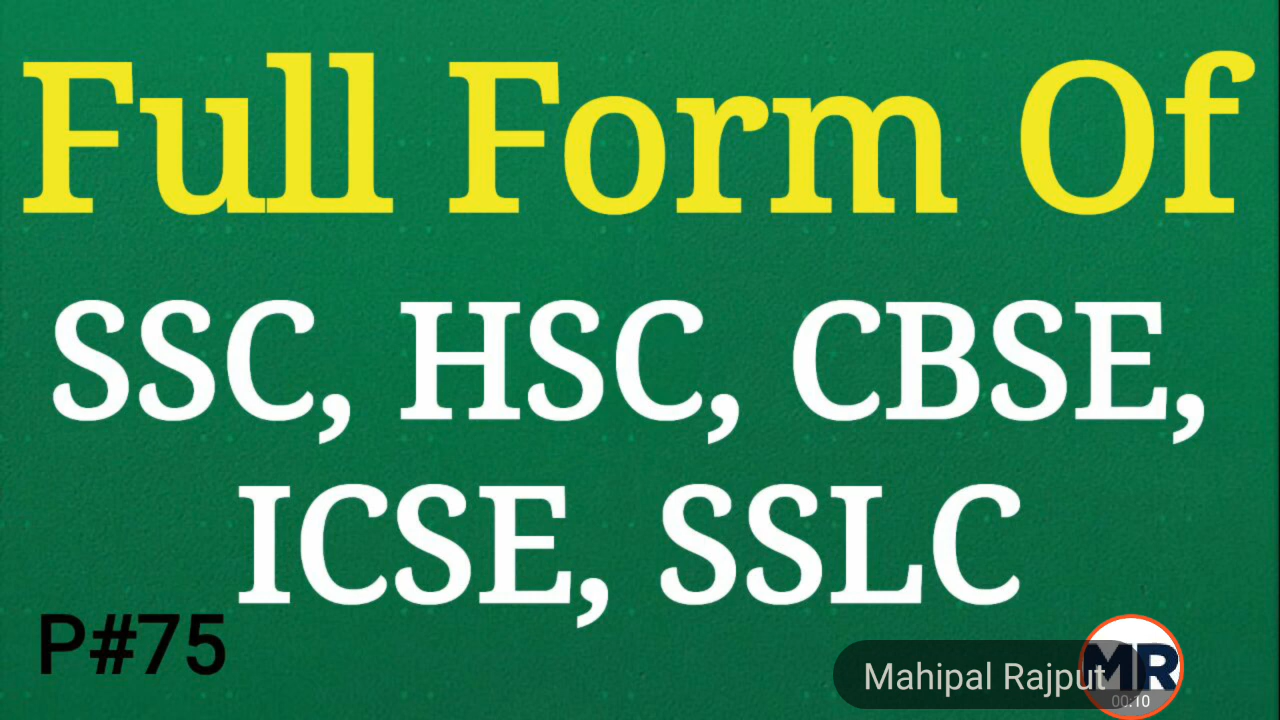 Full Form Of
SSC, HSC, CBSE,
ICSE, SSLC
P#75
Mahipal Rajput
MR
00:10